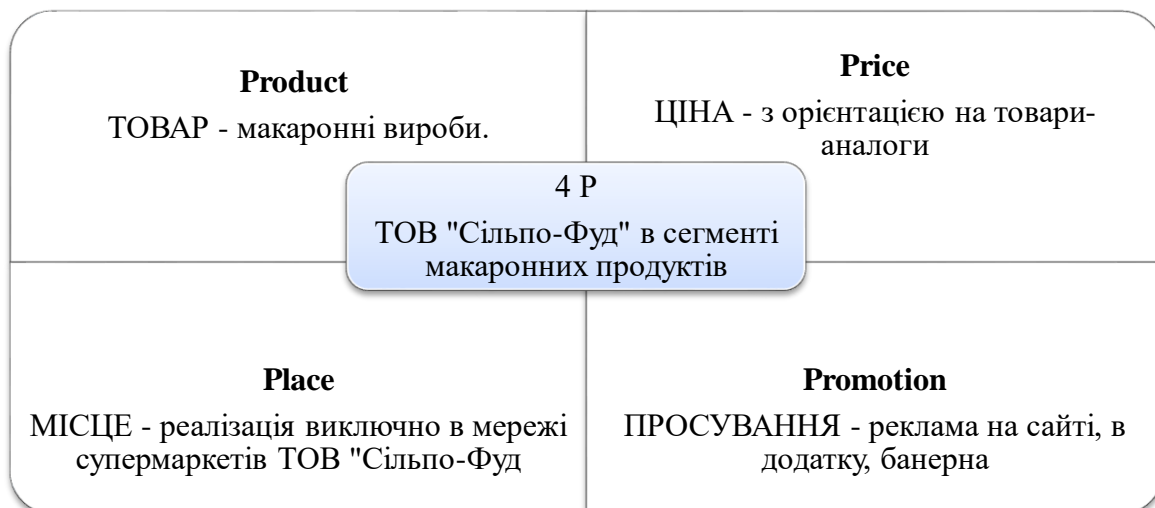 Product
ТОВАР - макаронні вироби.
Price
ЦІНА - з орієнтацією на товари-
аналоги
4 Р
ТОВ "Сільпо-Фуд" в сегменті
макаронних продуктів
Place
МІСЦЕ - реалізація виключно в мережі
супермаркетів ТОВ "Сільпо-Фуд
Promotion
ПРОСУВАННЯ - реклама на сайті, в
додатку, банерна